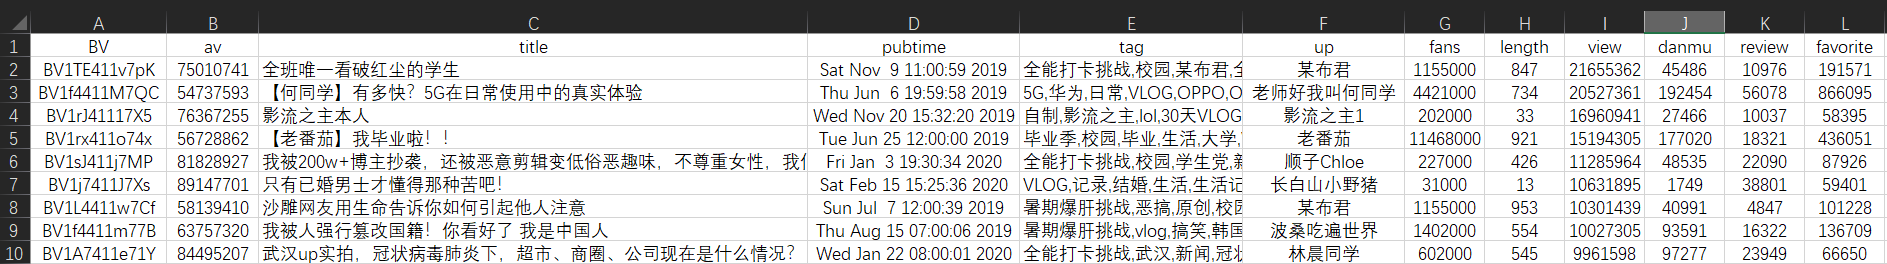 A B C D E F G H I J K L
1 BV av title pubtime tag up fans length view danmu review favorite
2 BV1TE411v7pK 75010741 全班唯一看破红尘的学生 Sat Nov 9 11:00:59 2019 全能打卡挑战,校园,某布君,全 某布君 1155000 847 21655362 45486 10976 191571
3 BV1f4411M7QC 54737593 【何同学】有多快？5G在日常使用中的真实体验 Thu Jun 6 19:59:58 2019 5G,华为,日常,VLOG,OPPO,O 老师好我叫何同学 4421000 734 20527361 192454 56078 866095
4 BV1rJ41117X5 76367255 影流之主本人 Wed Nov 20 15:32:20 2019 自制,影流之主,lol,30天VLOG 影流之主1 202000 33 16960941 27466 10037 58395
5 BV1rx411o74x 56728862 【老番茄】我毕业啦！！ Tue Jun 25 12:00:00 2019 毕业季,校园,毕业,生活,大学, 老番茄 11468000 921 15194305 177020 18321 436051
6 BV1sJ411j7MP 81828927 我被200w+博主抄袭，还被恶意剪辑变低俗恶趣味，不尊重女性，我 Fri Jan 3 19:30:34 2020 全能打卡挑战,校园,学生党, 顺子Chloe 227000 426 11285964 48535 22090 87926
7 BV1j7411J7Xs 89147701 只有已婚男士才懂得那种苦吧！ Sat Feb 15 15:25:36 2020 VLOG,记录,结婚,生活,生活记 长白山小野猪 31000 13 10631895 1749 38801 59401
8 BV1L4411w7Cf 58139410 沙雕网友用生命告诉你如何引起他人注意 Sun Jul 7 12:00:39 2019 暑期爆肝挑战,恶搞,原创,校园 某布君 1155000 953 10301439 40991 4847 101228
9 BV1f4411m77B 63757320 我被人强行篡改国籍！你看好了 我是中国人 Thu Aug 15 07:00:06 2019 暑期爆肝挑战,vlog,搞笑,韩国 波桑吃遍世界 1402000 554 10027305 93591 16322 136709
10 BV1A7411e71Y 84495207 武汉up实拍，冠状病毒肺炎下，超市、商圈、公司现在是什么情况？ Wed Jan 22 08:00:01 2020 全能打卡挑战,武汉,新闻,冠状 林晨同学 602000 545 9961598 97277 23949 66650